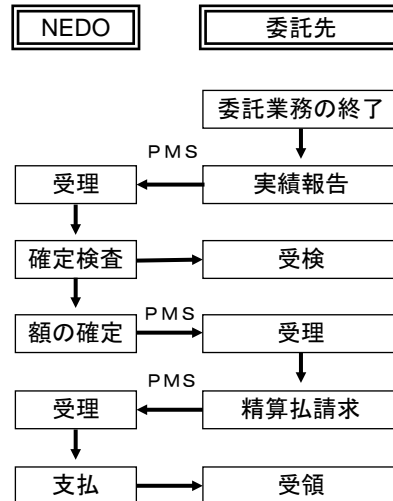 NEDO
委託先
委託業務の終了
PMS
受理
実績報告
確定検査
受検
額の確定
PMS
受理
PMS
受理
精算払請求
支払
受領